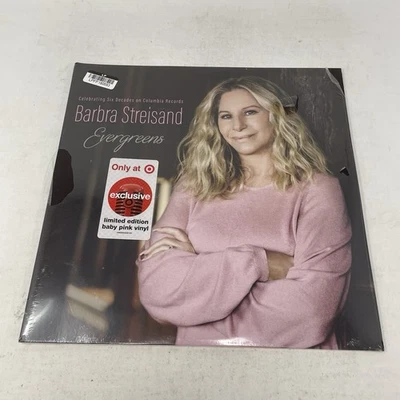 Celebrating Six Decades on Columbia Records
Barbra Streisand
Evergreens
Only at
exclusive
limited edition
baby pink vinyl